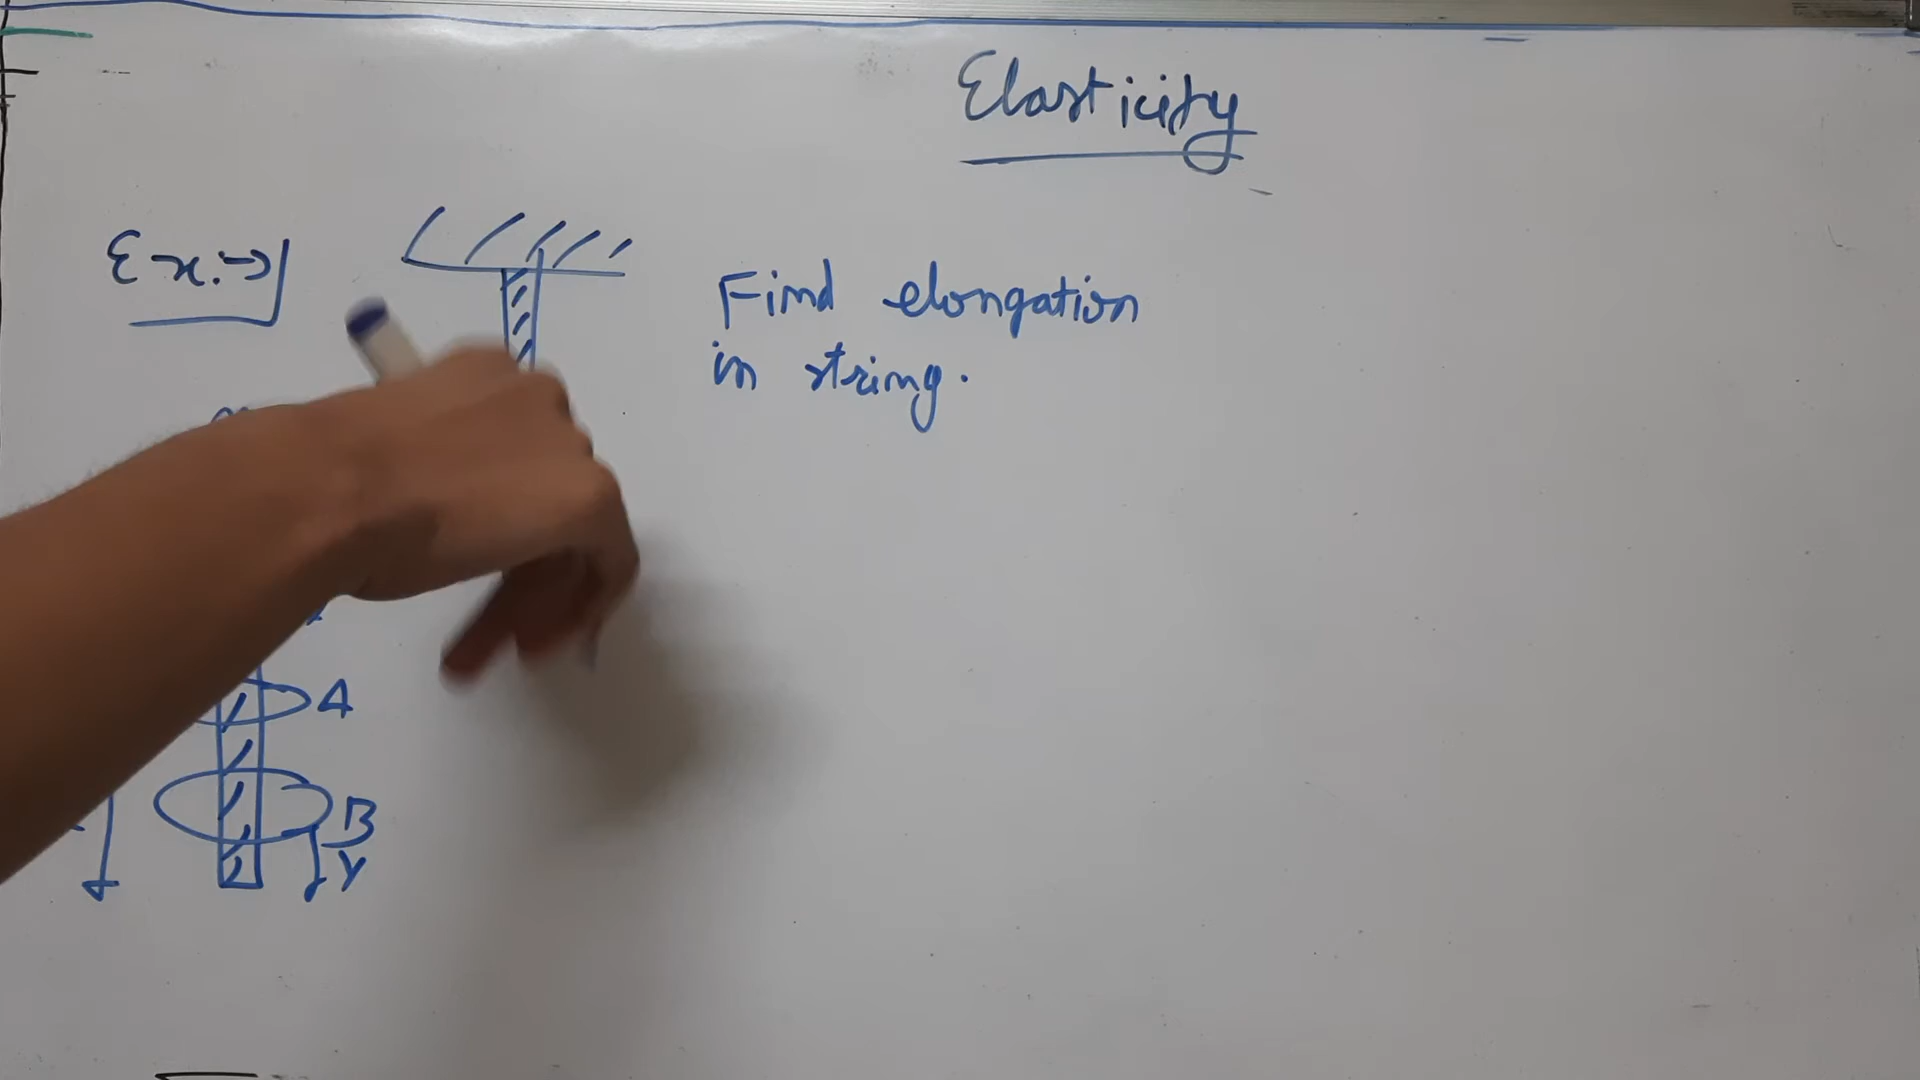 Elasticity
Ex:→
Find elongation
in string.
A
B
Y